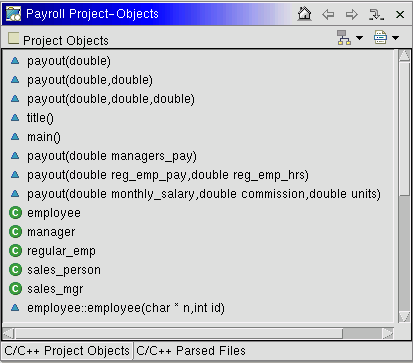 Payroll Project-Objects
Project Objects
payout(double)
payout(double,double)
payout(double,double,double)
title()
main()
payout(double managers_pay)
payout(double reg_emp_pay,double reg_emp_hrs)
payout(double monthly_salary,double commission,double units)
C employee
C manager
C regular_emp
C sales_person
C sales_mgr
employee::employee(char * n,int id)
C/C++ Project Objects C/C++ Parsed Files